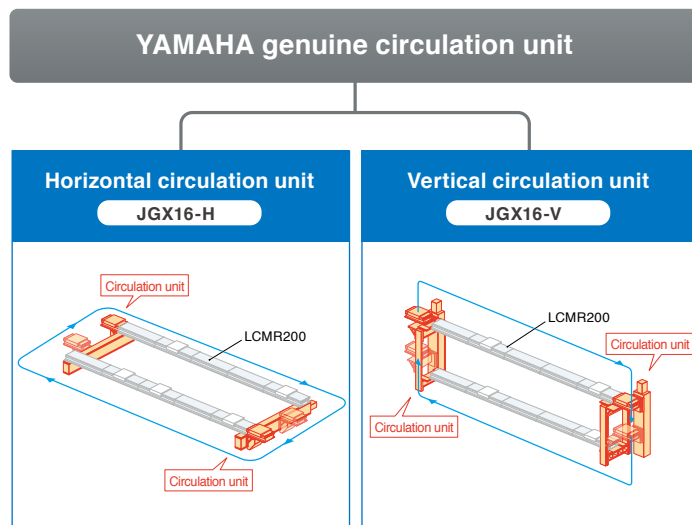 YAMAHA genuine circulation unit
Horizontal circulation unit
JGX16-H
Circulation unit
LCMR200
Circulation unit
Vertical circulation unit
JGX16-V
LCMR200
Circulation unit
Circulation unit